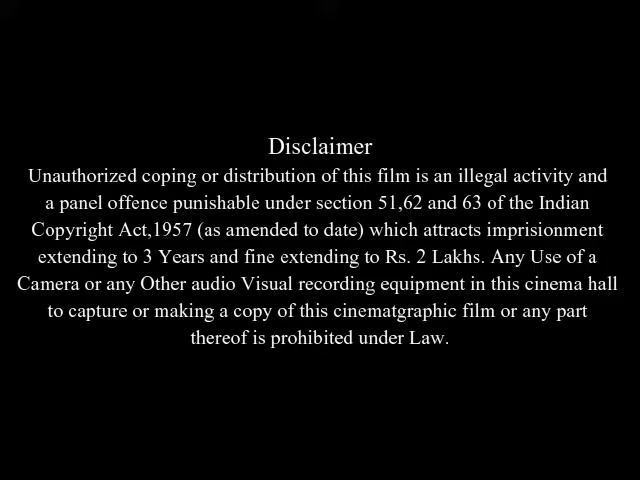 Disclaimer
Unauthorized coping or distribution of this film is an illegal activity and
a panel offence punishable under section 51,62 and 63 of the Indian
Copyright Act,1957 (as amended to date) which attracts imprisionment
extending to 3 Years and fine extending to Rs. 2 Lakhs. Any Use of a
Camera or any Other audio Visual recording equipment in this cinema hall
to capture or making a copy of this cinematgraphic film or any part
thereof is prohibited under Law.